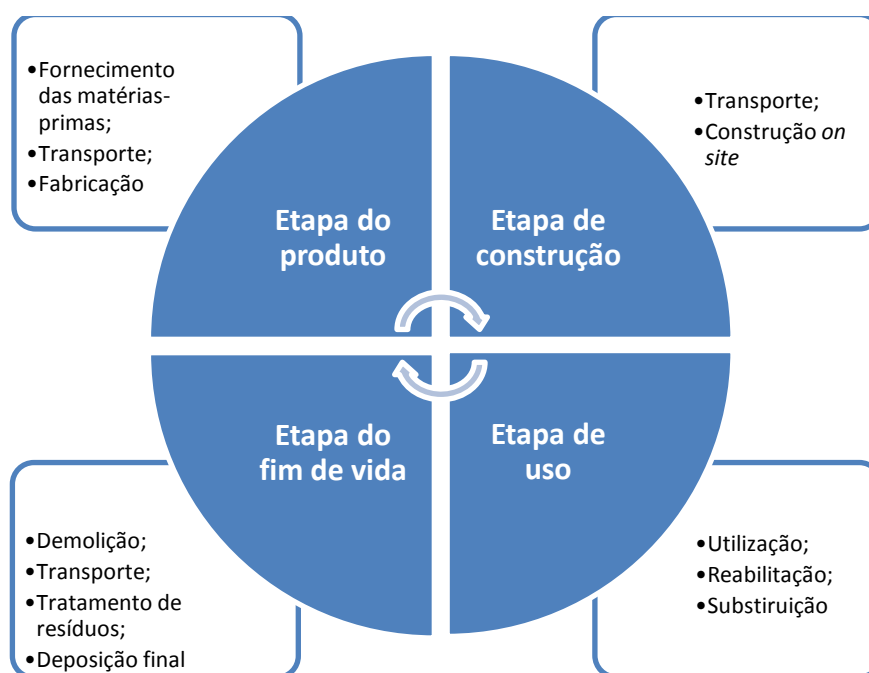 •Fornecimento
das matérias-
primas;
•Transporte;
•Fabricação
•Transporte;
•Construção on
site
Etapa do
produto
Etapa de
construção
Etapa do
fim de vida
Etapa de
uso
•Demolição;
•Transporte;
•Tratamento de
resíduos;
•Deposição final
•Utilização;
•Reabilitação;
•Substiruição